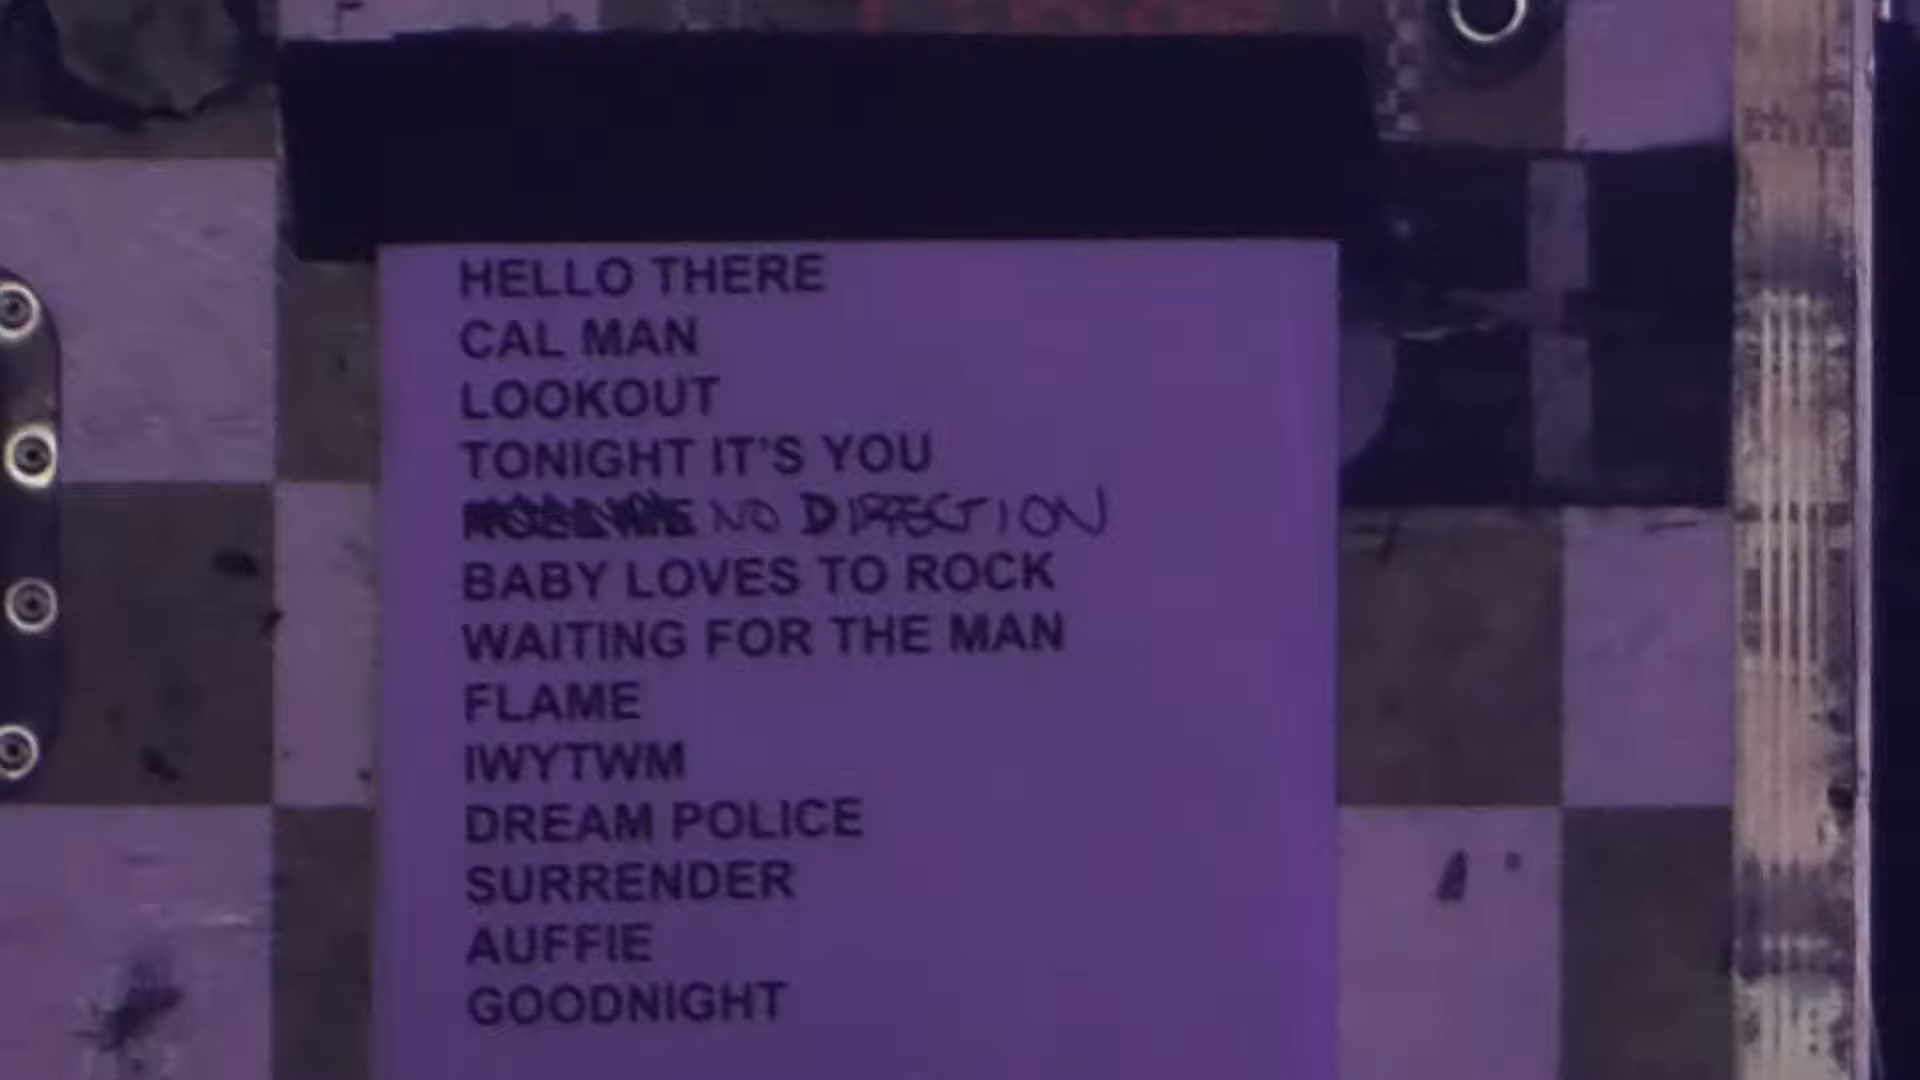 HELLO THERE
CAL MAN
LOOKOUT
TONIGHT IT'S YOU
NO DIRECTION
BABY LOVES TO ROCK
WAITING FOR THE MAN
FLAME
IWYTWM
DREAM POLICE
SURRENDER
AUFFIE
GOODNIGHT